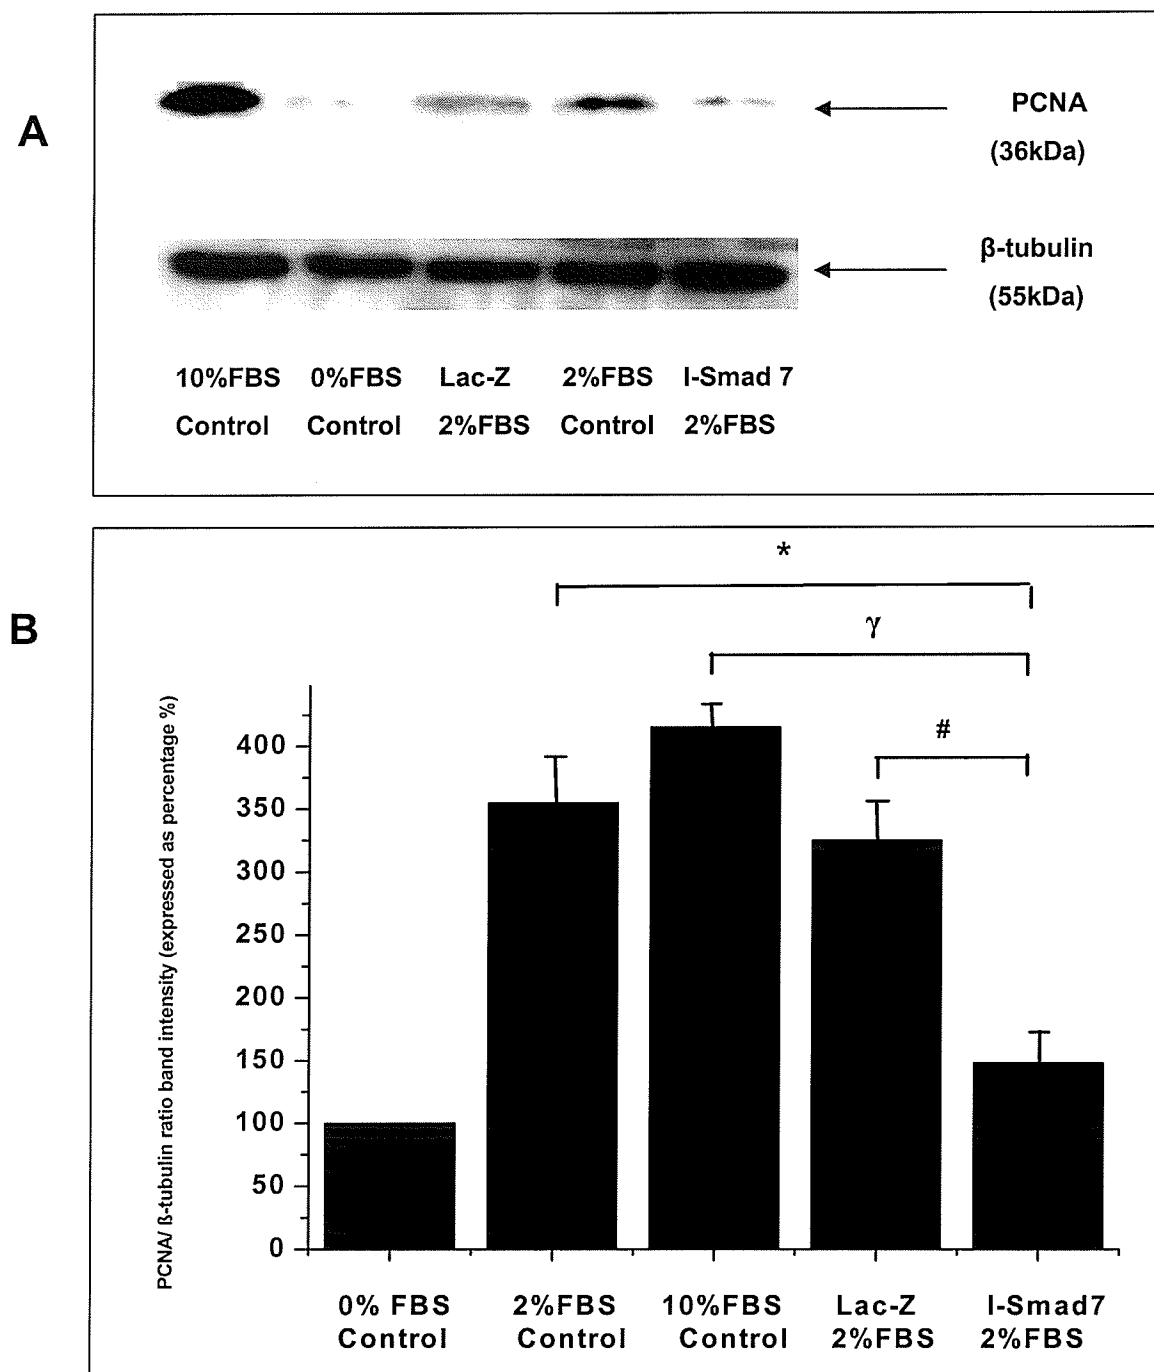 A
PCNA
(36kDa)
β-tubulin
(55kDa)
10%FBS 0%FBS Lac-Z 2%FBS I-Smad 7
Control Control 2%FBS Control 2%FBS
B
*
γ
#
PCNA/ ß-tubulin ratio band intensity (expressed as percentage %)
400
350
300
250
200
150
100
50
0
0% FBS 2%FBS 10%FBS Lac-Z I-Smad7
Control Control Control 2%FBS 2%FBS